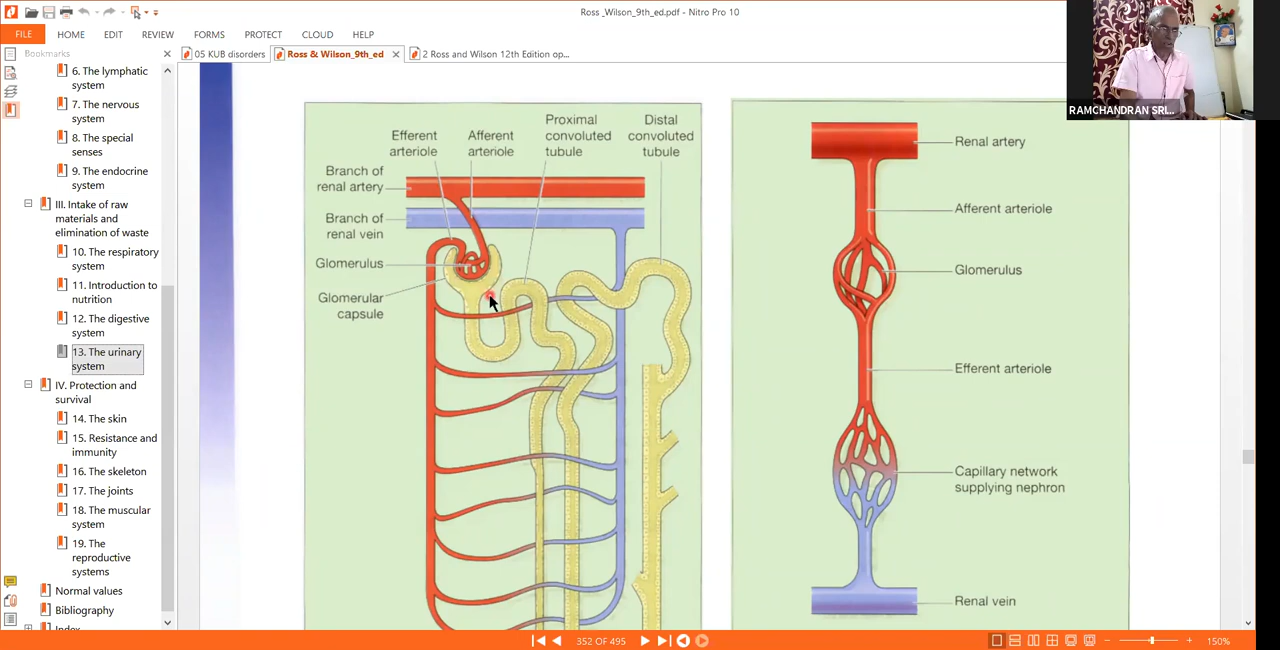 Ross _Wilson_9th_ed.pdf - Nitro Pro 10
FILE
HOME
EDIT
REVIEW
FORMS
PROTECT
CLOUD
HELP
Bookmarks
05 KUB disorders
Ross & Wilson_9th_ed
2 Ross and Wilson 12th Edition op...
6. The lymphatic
system
7. The nervous
system
8. The special
senses
9. The endocrine
system
III. Intake of raw
materials and
elimination of waste
10. The respiratory
system
11. Introduction to
nutrition
12. The digestive
system
13. The urinary
system
IV. Protection and
survival
14. The skin
15. Resistance and
immunity
16. The skeleton
17. The joints
18. The muscular
system
19. The
reproductive
systems
Normal values
Bibliography
Index
Efferent
arteriole
Afferent
arteriole
Proximal
convoluted
tubule
Distal
convoluted
tubule
Branch of
renal artery
Branch of
renal vein
Glomerulus
Glomerular
capsule
Renal artery
Afferent arteriole
Glomerulus
Efferent arteriole
Capillary network
supplying nephron
Renal vein
RAMCHANDRAN SRI...
352 OF 495
150%